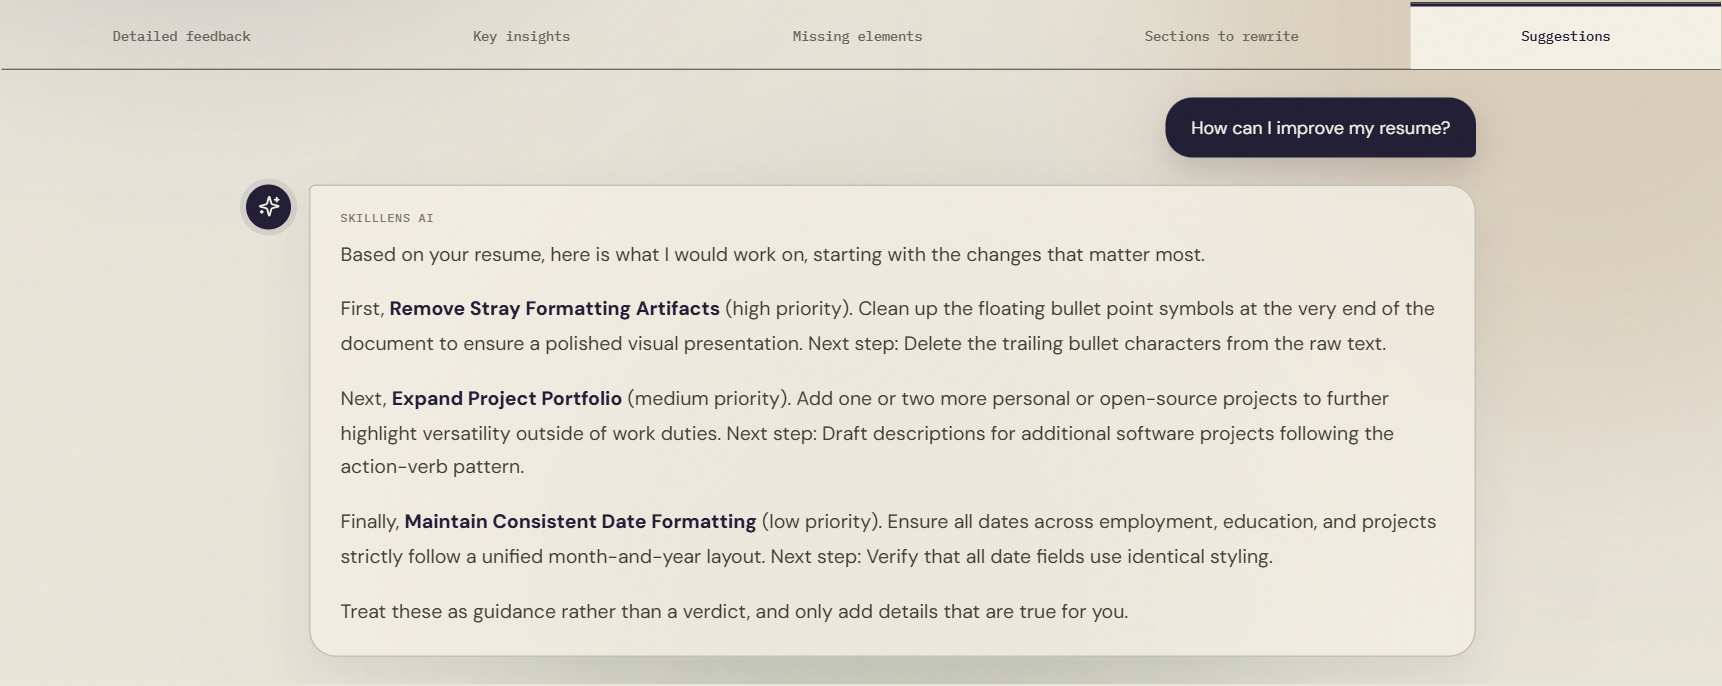 Detailed feedback
Key insights
Missing elements
Sections to rewrite
Suggestions
How can I improve my resume?
SKILLLENS AI
Based on your resume, here is what I would work on, starting with the changes that matter most.
First, Remove Stray Formatting Artifacts (high priority). Clean up the floating bullet point symbols at the very end of the
document to ensure a polished visual presentation. Next step: Delete the trailing bullet characters from the raw text.
Next, Expand Project Portfolio (medium priority). Add one or two more personal or open-source projects to further
highlight versatility outside of work duties. Next step: Draft descriptions for additional software projects following the
action-verb pattern.
Finally, Maintain Consistent Date Formatting (low priority). Ensure all dates across employment, education, and projects
strictly follow a unified month-and-year layout. Next step: Verify that all date fields use identical styling.
Treat these as guidance rather than a verdict, and only add details that are true for you.